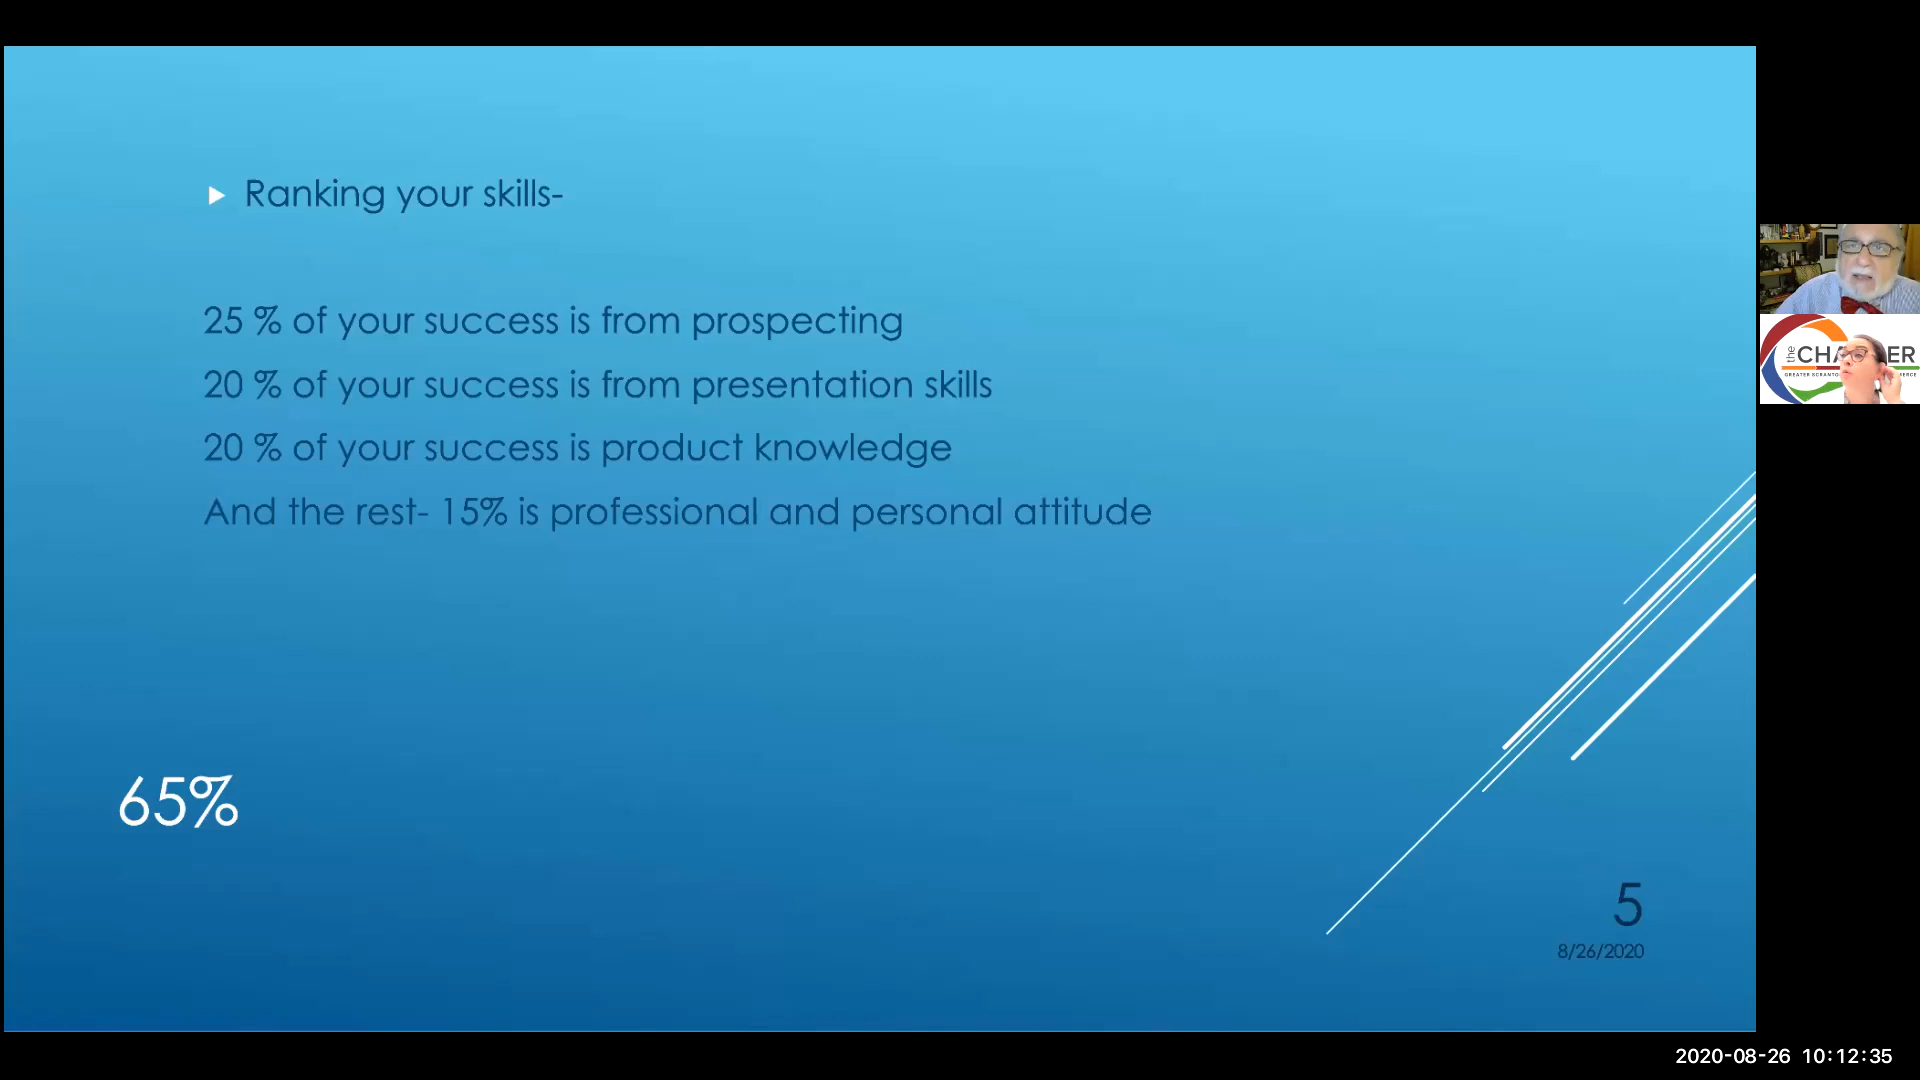 Ranking your skills-
25 % of your success is from prospecting
20 % of your success is from presentation skills
20 % of your success is product knowledge
And the rest- 15% is professional and personal attitude
65%
5
8/26/2020
the
GREATER
2020-08-26 10:12:35